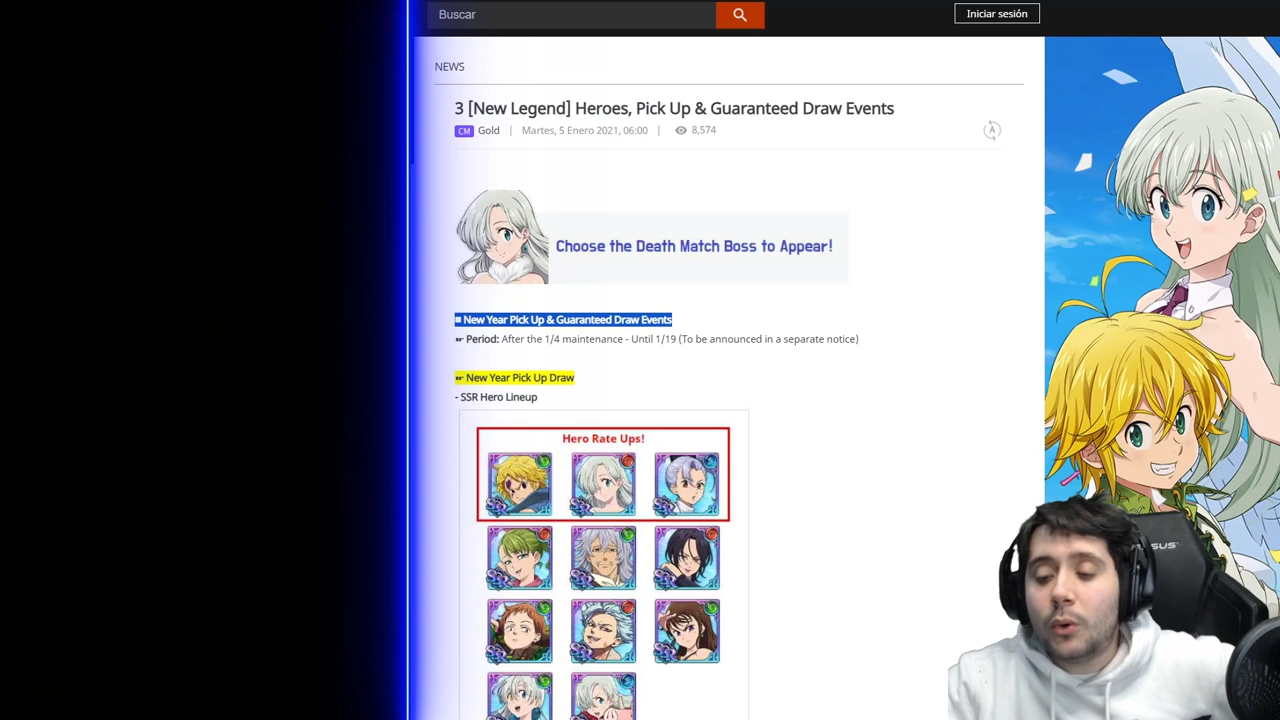 Buscar
Iniciar sesión
NEWS
3 [New Legend] Heroes, Pick Up & Guaranteed Draw Events
CM Gold | Martes, 5 Enero 2021, 06:00 | 8,574
A
Choose the Death Match Boss to Appear!
■ New Year Pick Up & Guaranteed Draw Events
☞ Period: After the 1/4 maintenance - Until 1/19 (To be announced in a separate notice)
☞ New Year Pick Up Draw
- SSR Hero Lineup
Hero Rate Ups!